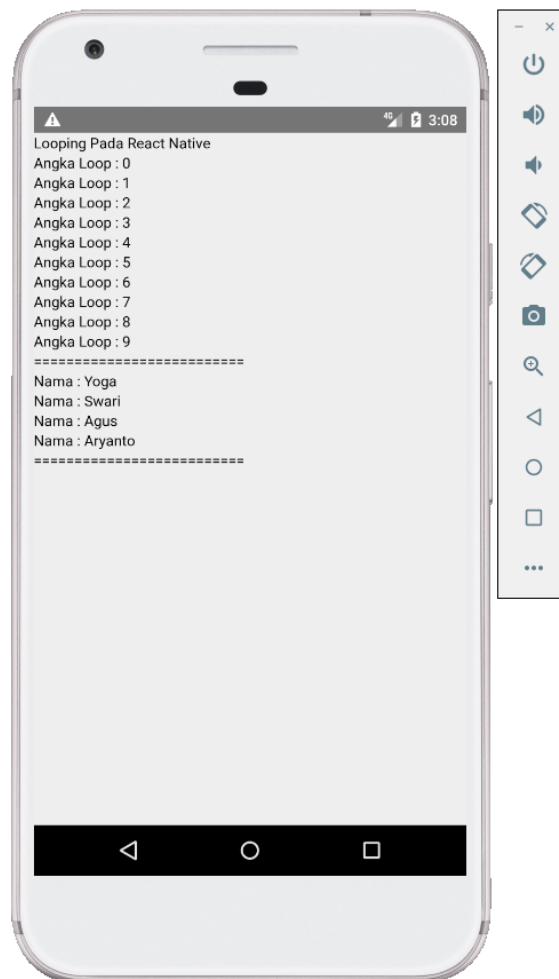 4G 3:08
Looping Pada React Native
Angka Loop : 0
Angka Loop : 1
Angka Loop : 2
Angka Loop : 3
Angka Loop : 4
Angka Loop : 5
Angka Loop : 6
Angka Loop : 7
Angka Loop : 8
Angka Loop : 9
==========================
Nama : Yoga
Nama : Swari
Nama : Agus
Nama : Aryanto
==========================